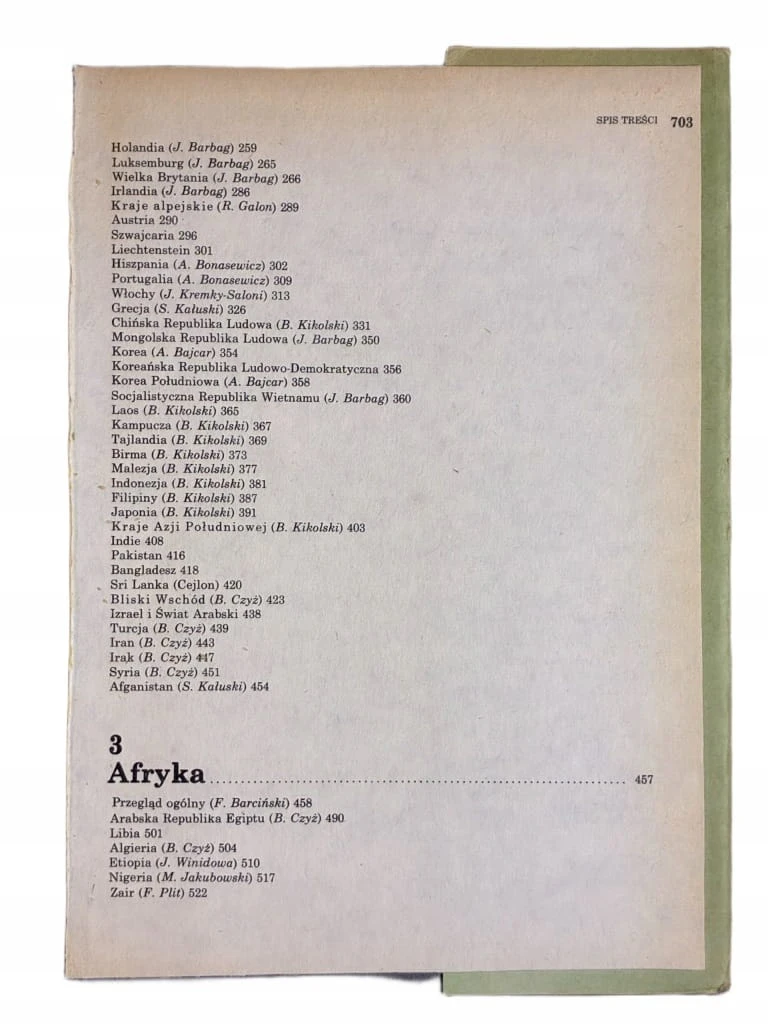 SPIS TREŚCI 703
Holandia (J. Barbag) 259
Luksemburg (J. Barbag) 265
Wielka Brytania (J. Barbag) 266
Irlandia (J. Barbag) 286
Kraje alpejskie (R. Galon) 289
Austria 290
Szwajcaria 296
Liechtenstein 301
Hiszpania (A. Bonasewicz) 302
Portugalia (A. Bonasewicz) 309
Włochy (J. Kremky-Saloni) 313
Grecja (S. Kałuski) 326
Chińska Republika Ludowa (B. Kikolski) 331
Mongolska Republika Ludowa (J. Barbag) 350
Korea (A. Bajcar) 354
Koreańska Republika Ludowo-Demokratyczna 356
Korea Południowa (A. Bajcar) 358
Socjalistyczna Republika Wietnamu (J. Barbag) 360
Laos (B. Kikolski) 365
Kampucza (B. Kikolski) 367
Tajlandia (B. Kikolski) 369
Birma (B. Kikolski) 373
Malezja (B. Kikolski) 377
Indonezja (B. Kikolski) 381
Filipiny (B. Kikolski) 387
Japonia (B. Kikolski) 391
Kraje Azji Południowej (B. Kikolski) 403
Indie 408
Pakistan 416
Bangladesz 418
Sri Lanka (Cejlon) 420
Bliski Wschód (B. Czyż) 423
Izrael i Świat Arabski 438
Turcja (B. Czyż) 439
Iran (B. Czyż) 443
Irak (B. Czyż) 447
Syria (B. Czyż) 451
Afganistan (S. Kałuski) 454
3
Afryka 457
Przegląd ogólny (F. Barciński) 458
Arabska Republika Egiptu (B. Czyż) 490
Libia 501
Algieria (B. Czyż) 504
Etiopia (J. Winidowa) 510
Nigeria (M. Jakubowski) 517
Zair (F. Plit) 522